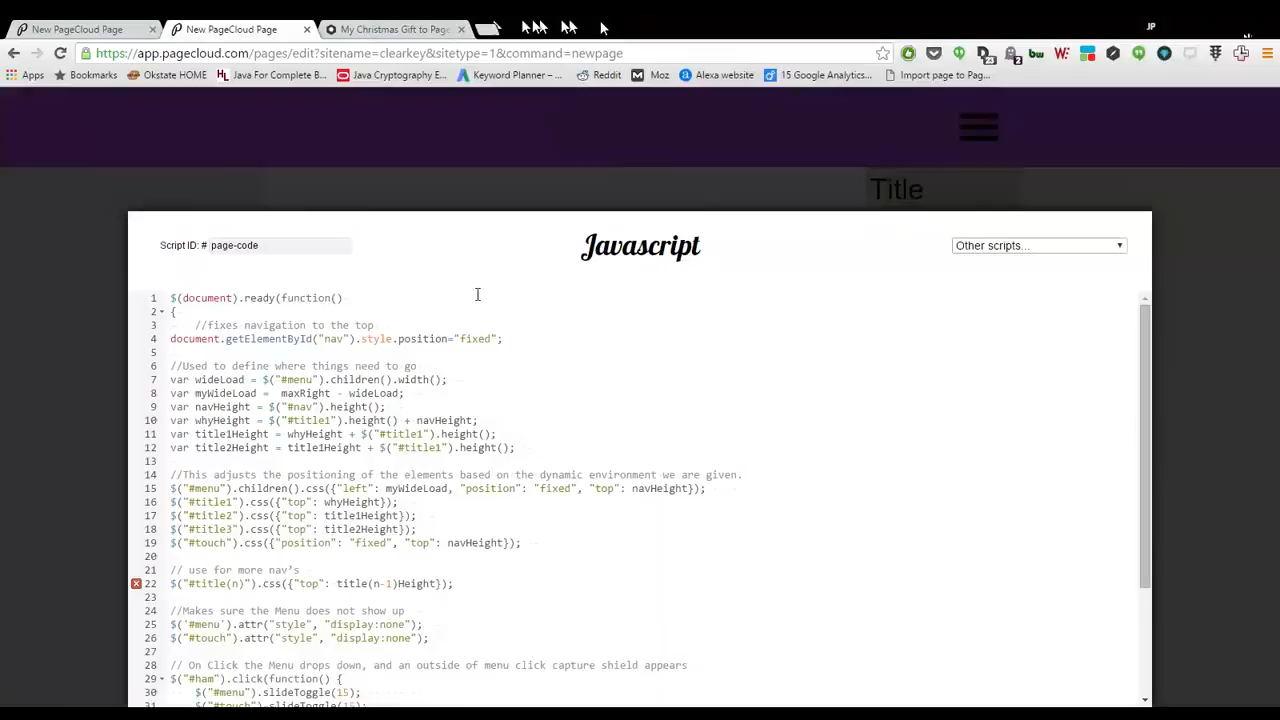 New PageCloud Page
New PageCloud Page
My Christmas Gift to Page
JP
https://app.pagecloud.com/pages/edit?sitename=clearkey&sitetype=1&command=newpage
23
2
bw
Apps
Bookmarks
Okstate HOME
Java For Complete B...
Java Cryptography E...
Keyword Planner – ...
Reddit
Moz
Alexa website
15 Google Analytics...
Import page to Pag...
Title
Script ID: # page-code
Javascript
Other scripts...
1 $(document).ready(function()
2 {
3 //fixes navigation to the top
4 document.getElementById("nav").style.position="fixed";
5
6 //Used to define where things need to go
7 var wideLoad = $("#menu").children().width();
8 var myWideLoad = maxRight - wideLoad;
9 var navHeight = $("#nav").height();
10 var whyHeight = $("#title1").height() + navHeight;
11 var title1Height = whyHeight + $("#title1").height();
12 var title2Height = title1Height + $("#title1").height();
13
14 //This adjusts the positioning of the elements based on the dynamic environment we are given.
15 $("#menu").children().css({"left": myWideLoad, "position": "fixed", "top": navHeight});
16 $("#title1").css({"top": whyHeight});
17 $("#title2").css({"top": title1Height});
18 $("#title3").css({"top": title2Height});
19 $("#touch").css({"position": "fixed", "top": navHeight});
20
21 // use for more nav's
22 $("#title(n)").css({"top": title(n-1)Height});
23
24 //Makes sure the Menu does not show up
25 $('#menu').attr("style", "display:none");
26 $("#touch").attr("style", "display:none");
27
28 // On Click the Menu drops down, and an outside of menu click capture shield appears
29 $("#ham").click(function() {
30 $("#menu").slideToggle(15);
31 $("#touch").slideToggle(15);